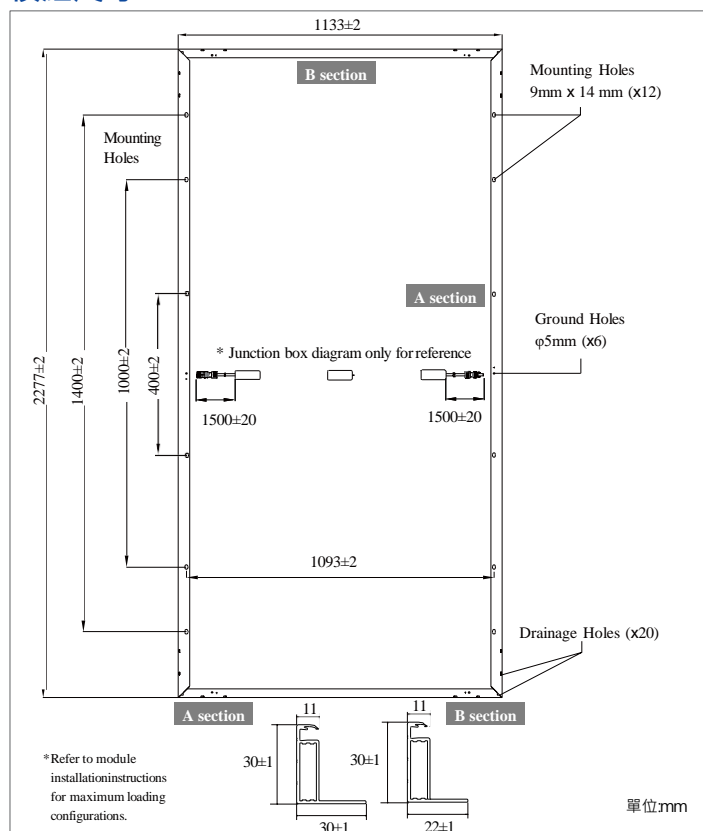 1133±2
B section
Mounting Holes
9mm x 14 mm (x12)
Mounting
Holes
A section
Ground Holes
φ5mm (x6)
* Junction box diagram only for reference
2277±2
1400±2
1000±2
400±2
1500±20
1500±20
1093±2
Drainage Holes (x20)
A section
11
11
B section
*Refer to module
installationinstructions
for maximum loading
configurations.
30±1
30±1
30±1
22±1
單位:mm